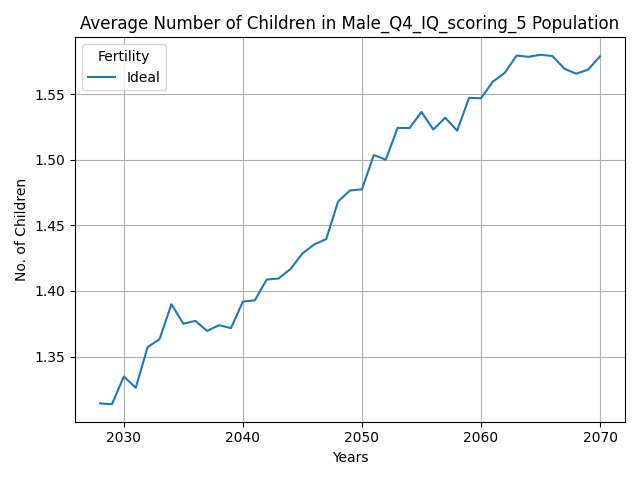 Average Number of Children in Male_Q4_IQ_scoring_5 Population
Fertility
Ideal
No. of Children
1.55
1.50
1.45
1.40
1.35
2030 2040 2050 2060 2070
Years